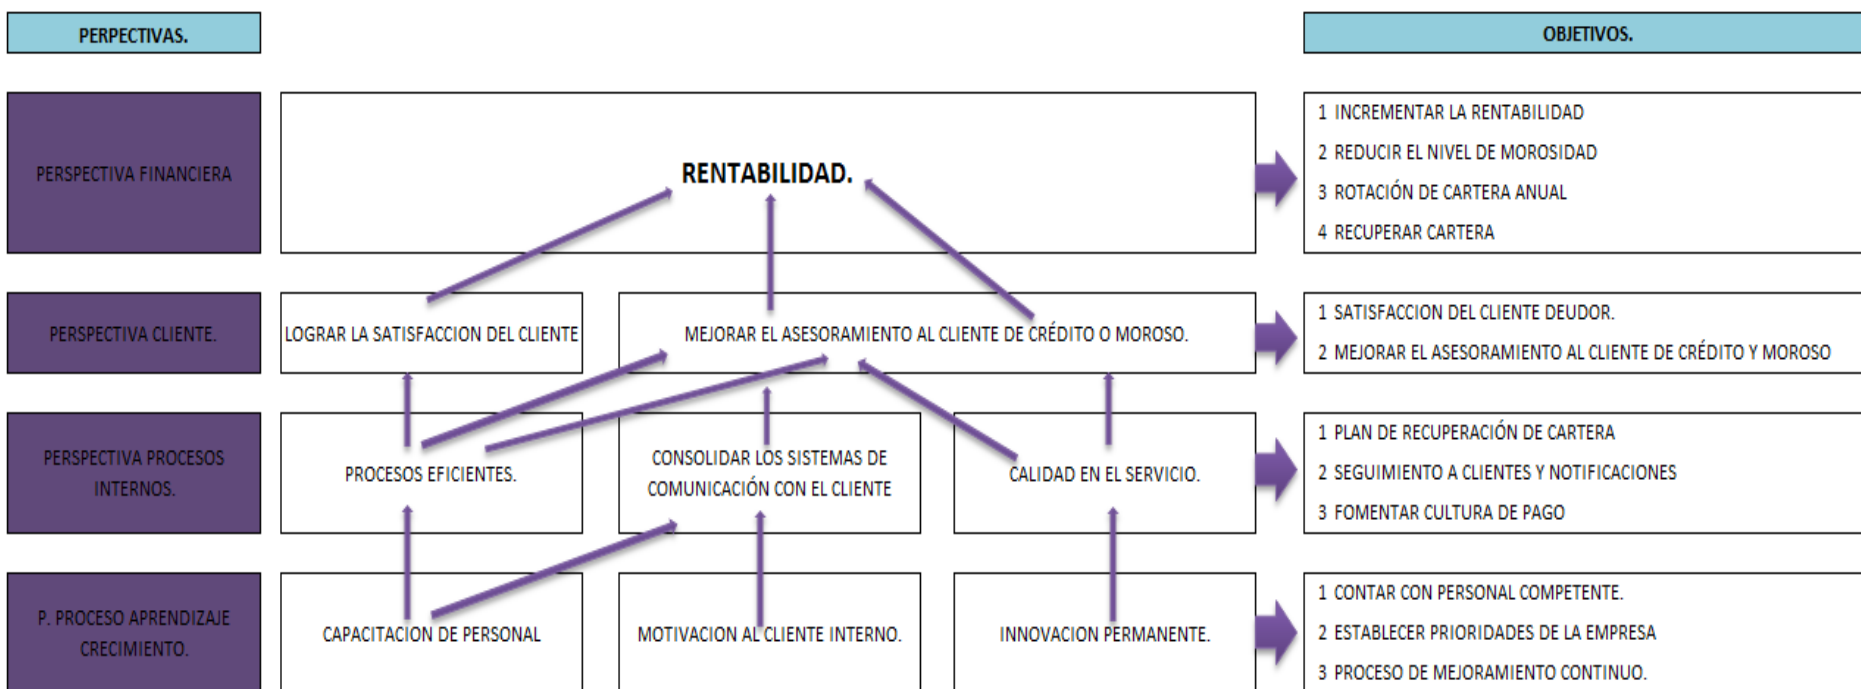 PERPECTIVAS.
OBJETIVOS.
PERSPECTIVA FINANCIERA
RENTABILIDAD.
1 INCREMENTAR LA RENTABILIDAD
2 REDUCIR EL NIVEL DE MOROSIDAD
3 ROTACIÓN DE CARTERA ANUAL
4 RECUPERAR CARTERA
PERSPECTIVA CLIENTE.
LOGRAR LA SATISFACCION DEL CLIENTE
MEJORAR EL ASESORAMIENTO AL CLIENTE DE CRÉDITO O MOROSO.
1 SATISFACCION DEL CLIENTE DEUDOR.
2 MEJORAR EL ASESORAMIENTO AL CLIENTE DE CRÉDITO Y MOROSO
PERSPECTIVA PROCESOS
INTERNOS.
PROCESOS EFICIENTES.
CONSOLIDAR LOS SISTEMAS DE
COMUNICACIÓN CON EL CLIENTE
CALIDAD EN EL SERVICIO.
1 PLAN DE RECUPERACIÓN DE CARTERA
2 SEGUIMIENTO A CLIENTES Y NOTIFICACIONES
3 FOMENTAR CULTURA DE PAGO
P. PROCESO APRENDIZAJE
CRECIMIENTO.
CAPACITACION DE PERSONAL
MOTIVACION AL CLIENTE INTERNO.
INNOVACION PERMANENTE.
1 CONTAR CON PERSONAL COMPETENTE.
2 ESTABLECER PRIORIDADES DE LA EMPRESA
3 PROCESO DE MEJORAMIENTO CONTINUO.